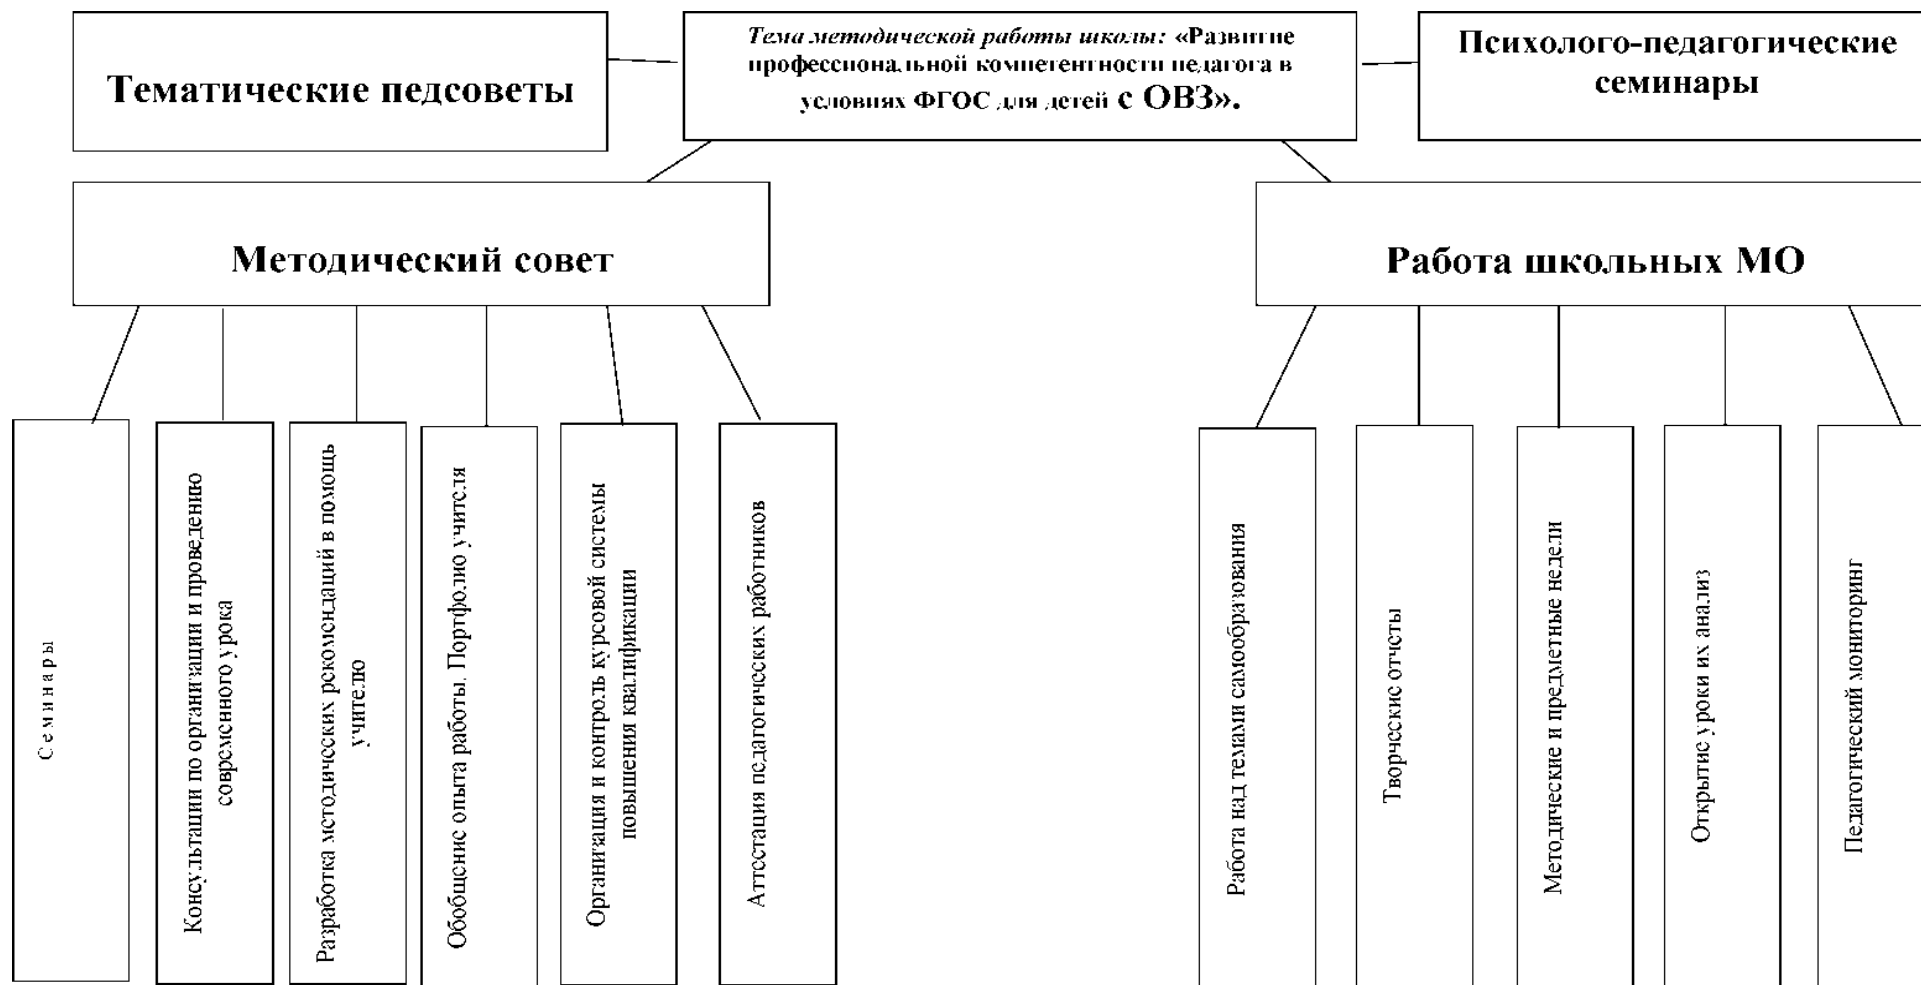 Тематические педсоветы
Тема методической работы школы: «Развитие
профессиональной компетентности педагога в
условиях ФГОС для детей с ОВЗ».
Психолого-педагогические
семинары
Методический совет
Работа школьных МО
Семинары
Консультации по организации и проведению
современного урока
Разработка методических рекомендаций в помощь
учителю
Обобщение опыта работы. Портфолио учителя
Организация и контроль курсовой системы
повышения квалификации
Аттестация педагогических работников
Работа над темами самообразования
Творческие отчеты
Методические и предметные недели
Открытие уроки их анализ
Педагогический мониторинг